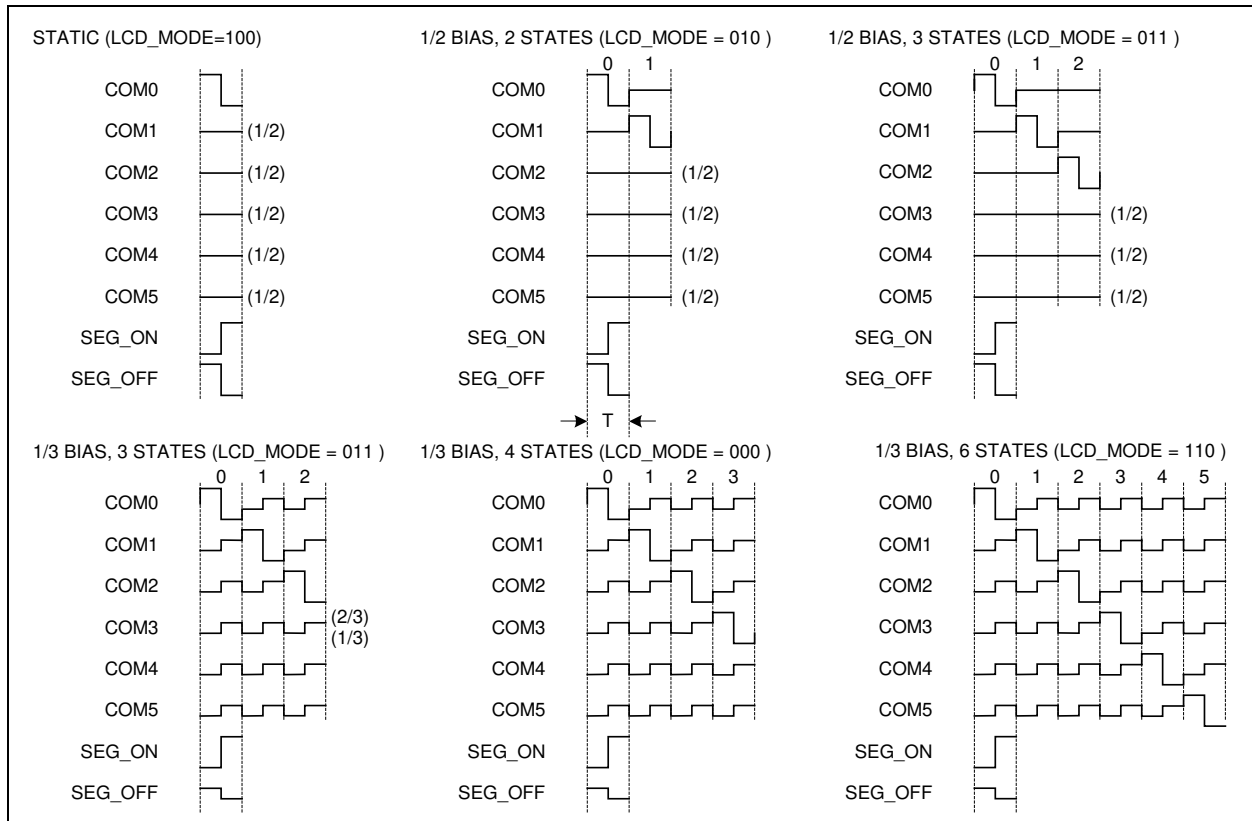 STATIC (LCD_MODE=100)
COM0
COM1 (1/2)
COM2 (1/2)
COM3 (1/2)
COM4 (1/2)
COM5 (1/2)
SEG_ON
SEG_OFF
1/2 BIAS, 2 STATES (LCD_MODE = 010 )
0 1
COM0
COM1
COM2 (1/2)
COM3 (1/2)
COM4 (1/2)
COM5 (1/2)
SEG_ON
SEG_OFF
T
1/2 BIAS, 3 STATES (LCD_MODE = 011 )
0 1 2
COM0
COM1
COM2
COM3 (1/2)
COM4 (1/2)
COM5 (1/2)
SEG_ON
SEG_OFF
1/3 BIAS, 3 STATES (LCD_MODE = 011 )
0 1 2
COM0
COM1
COM2
COM3 (2/3)
(1/3)
COM4
COM5
SEG_ON
SEG_OFF
1/3 BIAS, 4 STATES (LCD_MODE = 000 )
0 1 2 3
COM0
COM1
COM2
COM3
COM4
COM5
SEG_ON
SEG_OFF
1/3 BIAS, 6 STATES (LCD_MODE = 110 )
0 1 2 3 4 5
COM0
COM1
COM2
COM3
COM4
COM5
SEG_ON
SEG_OFF